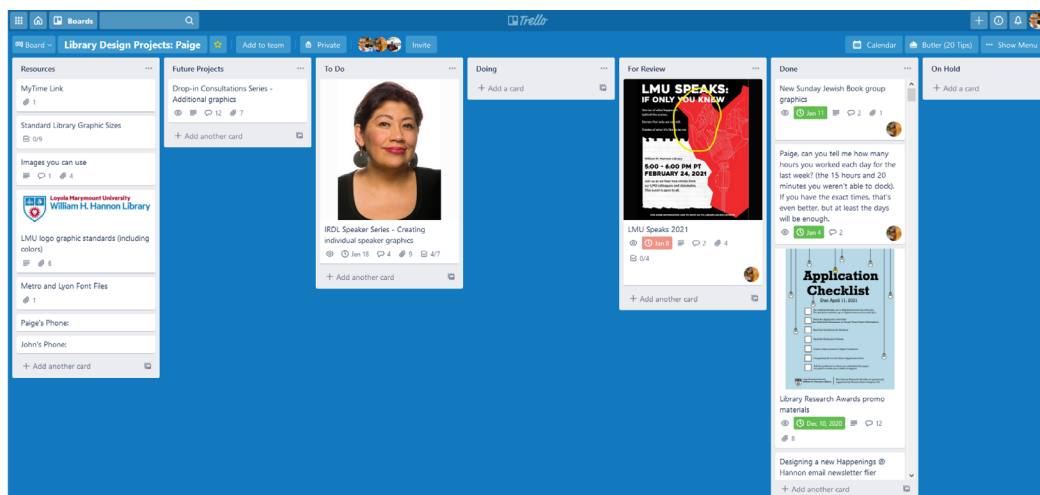 Boards
Trello
Board
Library Design Projects: Paige
Add to team
Private
Invite
Calendar
Butler (20 Tips)
Show Menu
Resources
MyTime Link
1
Standard Library Graphic Sizes
0/9
Images you can use
1 4
Loyola Marymount University
William H. Hannon Library
LMU logo graphic standards (including
colors)
6
Metro and Lyon Font Files
1
Paige's Phone:
John's Phone:
+ Add another card
Future Projects
Drop-in Consultations Series -
Additional graphics
12 7
+ Add another card
To Do
IRDL Speaker Series - Creating
individual speaker graphics
Jan 18 4 9 4/7
+ Add another card
Doing
+ Add a card
For Review
LMU SPEAKS:
IF ONLY YOU KNEW
William H. Hannon Library
5:00 - 6:00 PM PT
FEBRUARY 24, 2021
LMU Speaks 2021
Jan 8 2 4
0/4
+ Add another card
Done
New Sunday Jewish Book group
graphics
Jan 11 2 1
Paige, can you tell me how many
hours you worked each day for the
last week? (the 15 hours and 20
minutes you weren't able to clock).
If you have the exact times, that's
even better, but at least the days
will be enough.
Jan 4 2
Application
Checklist
Due April 11, 2021
Library Research Awards promo
materials
Dec 10, 2020 12
8
Designing a new Happenings @
Hannon email newsletter flier
+ Add another card
On Hold
+ Add a card